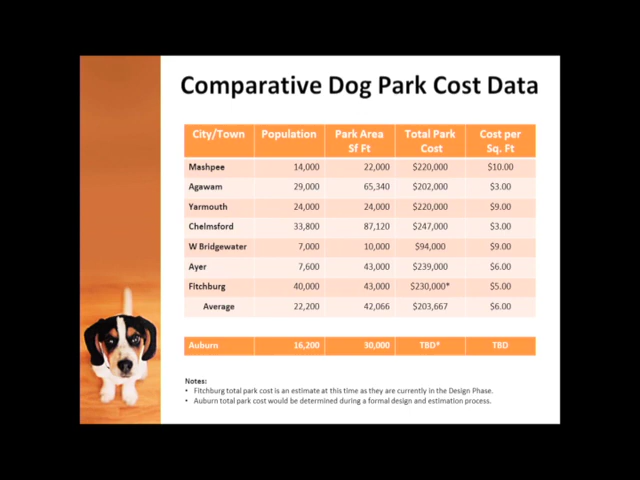 Comparative Dog Park Cost Data
City/Town Population Park Area Sf Ft Total Park Cost Cost per Sq. Ft
Mashpee 14,000 22,000 $220,000 $10.00
Agawam 29,000 65,340 $202,000 $3.00
Yarmouth 24,000 24,000 $220,000 $9.00
Chelmsford 33,800 87,120 $247,000 $3.00
W Bridgewater 7,000 10,000 $94,000 $9.00
Ayer 7,600 43,000 $239,000 $6.00
Fitchburg 40,000 43,000 $230,000* $5.00
Average 22,200 42,066 $203,667 $6.00
Auburn 16,200 30,000 TBD* TBD
Notes:
• Fitchburg total park cost is an estimate at this time as they are currently in the Design Phase.
• Auburn total park cost would be determined during a formal design and estimation process.